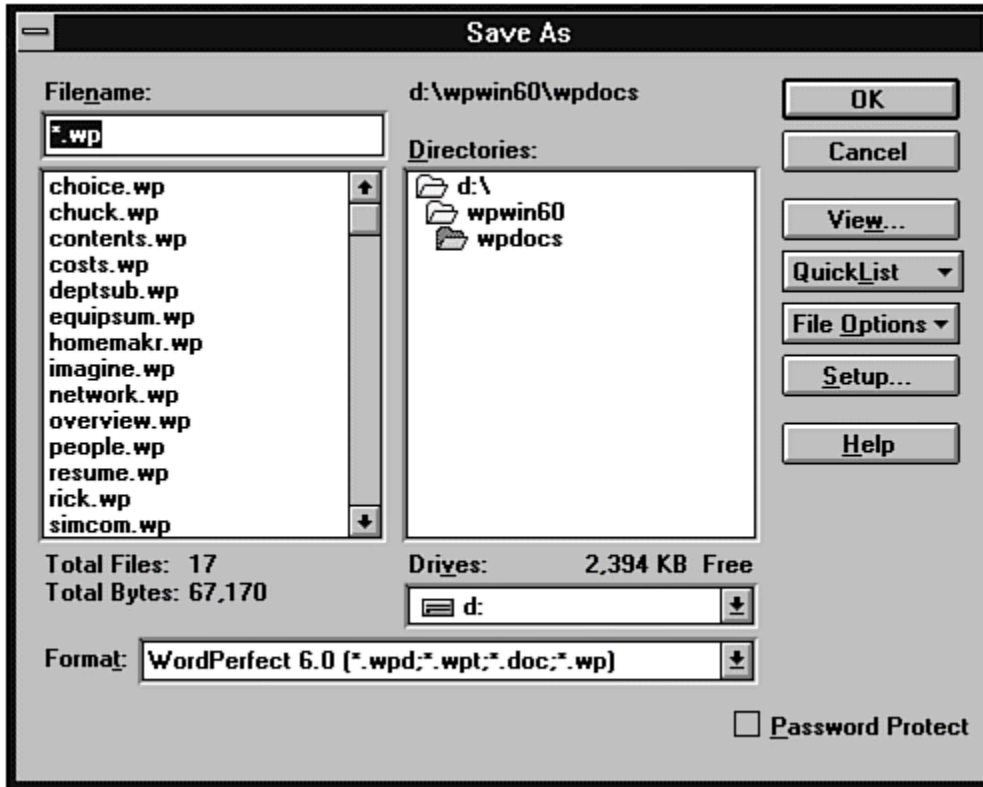 Save As
Filename:
*.wp
choice.wp
chuck.wp
contents.wp
costs.wp
deptsub.wp
equipsum.wp
homemakr.wp
imagine.wp
network.wp
overview.wp
people.wp
resume.wp
rick.wp
simcom.wp
Total Files: 17
Total Bytes: 67,170
d:\wpwin60\wpdocs
Directories:
d:\
wpwin60
wpdocs
Drives: 2,394 KB Free
d:
Format: WordPerfect 6.0 (*.wpd;*.wpt;*.doc;*.wp)
OK
Cancel
View...
QuickList
File Options
Setup...
Help
Password Protect